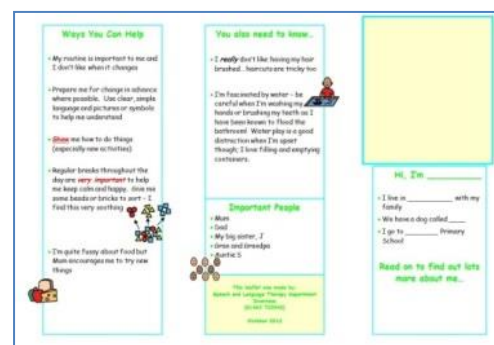 Ways You Can Help
• My routine is important to me and
I don't like when it changes
• Prepare me for change in advance
where possible. Use clear, simple
language and pictures or symbols
to help me understand
• Show me how to do things
(especially new activities)
• Regular breaks throughout the
day are very important to help
me keep calm and happy. Give me
some beads or bricks to sort - I
find this very soothing
• I'm quite fussy about food but
Mum encourages me to try new
things
You also need to know...
• I really don't like having my hair
brushed...haircuts are tricky too
• I'm fascinated by water - be
careful when I'm washing my
hands or brushing my teeth as I
have been known to flood the
bathroom! Water play is a good
distraction when I'm upset
though; I love filling and emptying
containers.
Important People
• Mum
• Dad
• My big sister, J
• Gran and Grandpa
• Auntie S
This leaflet was made by:
Speech and Language Therapy Department
October 2012
Hi, I'm __________
• I live in __________ with my
family
• We have a dog called ____
• I go to ________ Primary
School
Read on to find out lots
more about me...